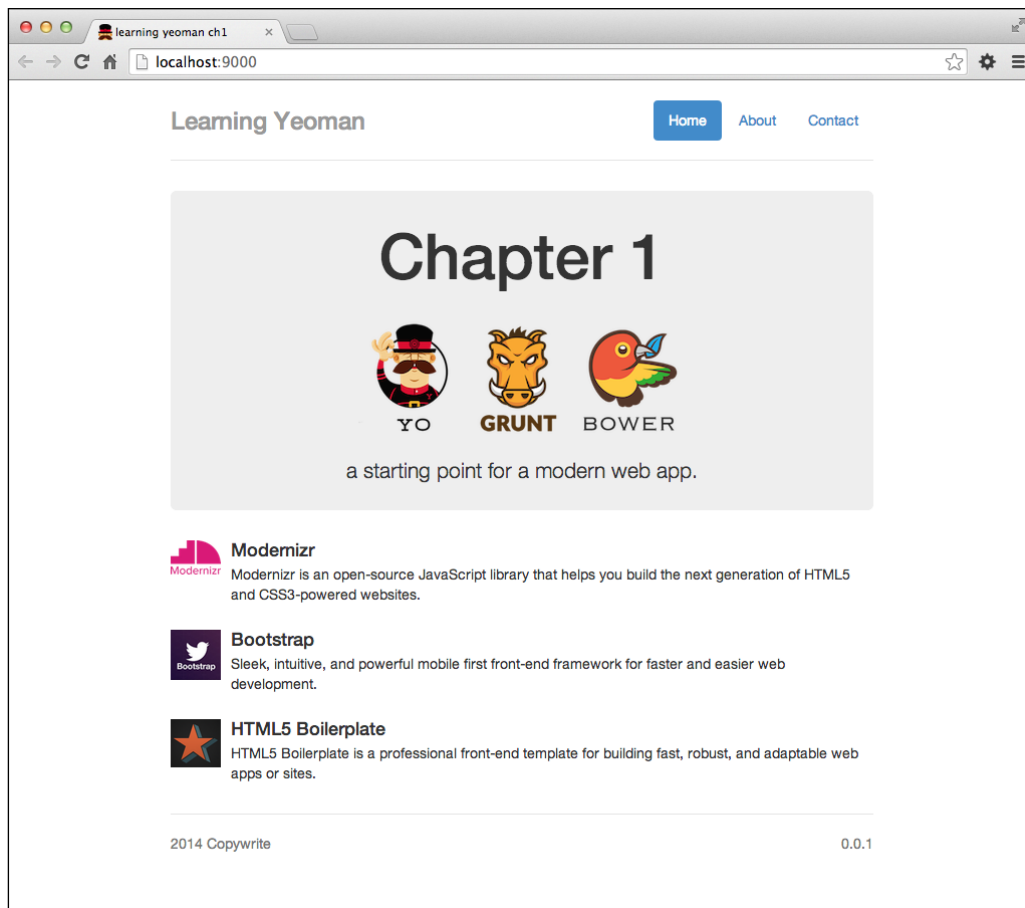 learning yeoman ch1
localhost:9000
Learning Yeoman
Home
About
Contact
Chapter 1
YO
GRUNT
BOWER
a starting point for a modern web app.
Modernizr
Modernizr
Modernizr is an open-source JavaScript library that helps you build the next generation of HTML5
and CSS3-powered websites.
Bootstrap
Bootstrap
Sleek, intuitive, and powerful mobile first front-end framework for faster and easier web
development.
HTML5 Boilerplate
HTML5 Boilerplate is a professional front-end template for building fast, robust, and adaptable web
apps or sites.
2014 Copywrite
0.0.1